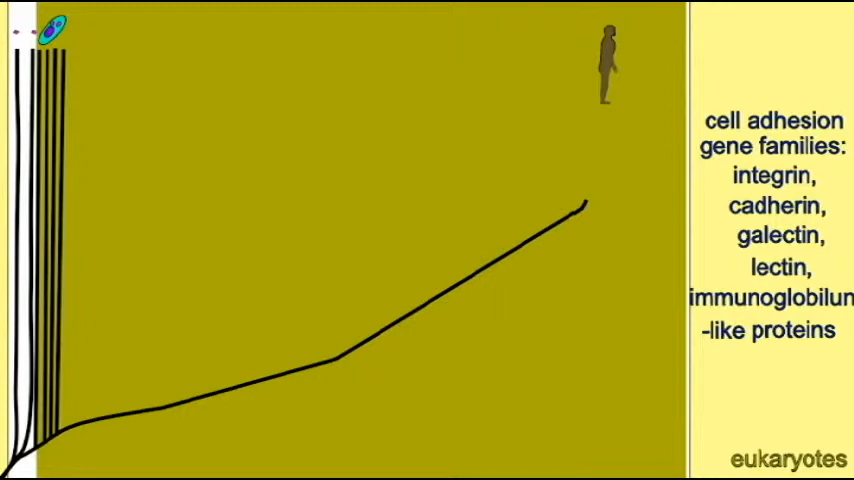 cell adhesion
gene families:
integrin,
cadherin,
galectin,
lectin,
immunoglobilun
-like proteins
eukaryotes